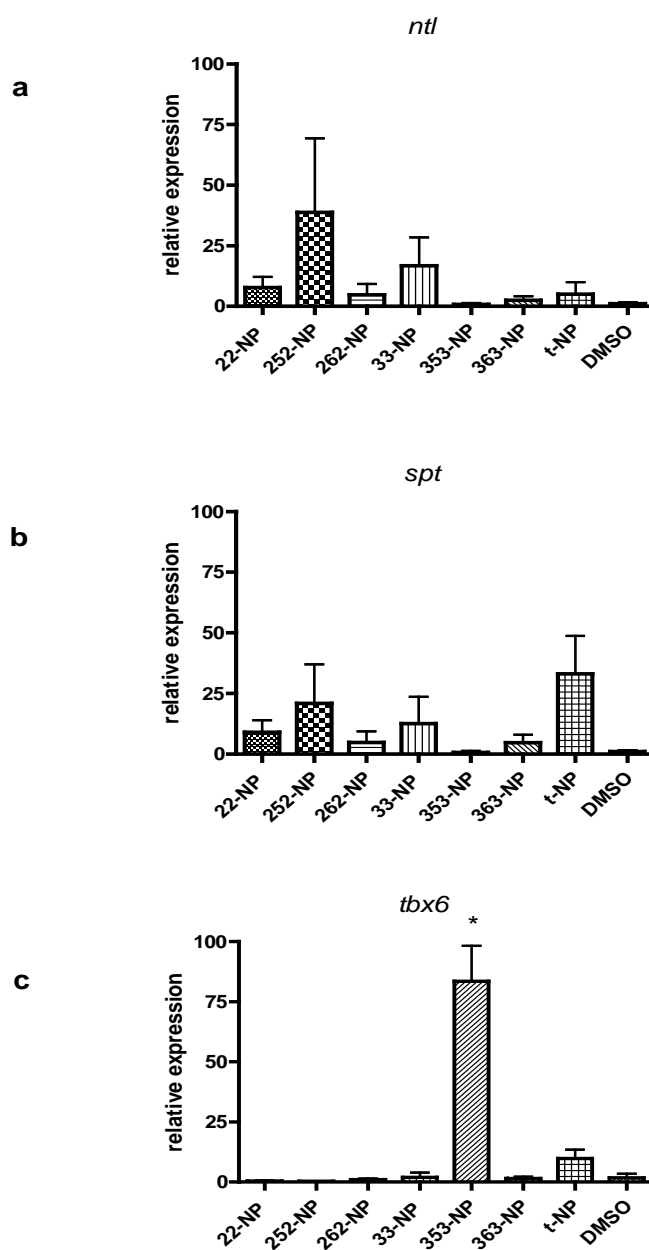 ntl
a
100
75
50
25
0
relative expression
22-NP
252-NP
262-NP
33-NP
353-NP
363-NP
t-NP
DMSO
spt
b
100
75
50
25
0
relative expression
22-NP
252-NP
262-NP
33-NP
353-NP
363-NP
t-NP
DMSO
tbx6
*
c
100
75
50
25
0
relative expression
22-NP
252-NP
262-NP
33-NP
353-NP
363-NP
t-NP
DMSO